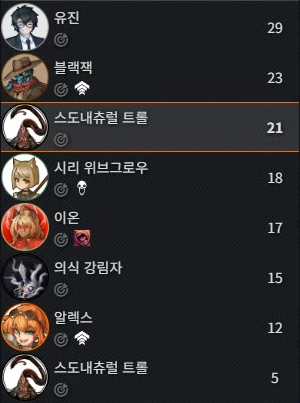 유진
29
블랙잭
23
스도내츄럴 트롤
21
시리 위브그로우
18
이온
17
의식 강림자
15
알렉스
12
스도내츄럴 트롤
5